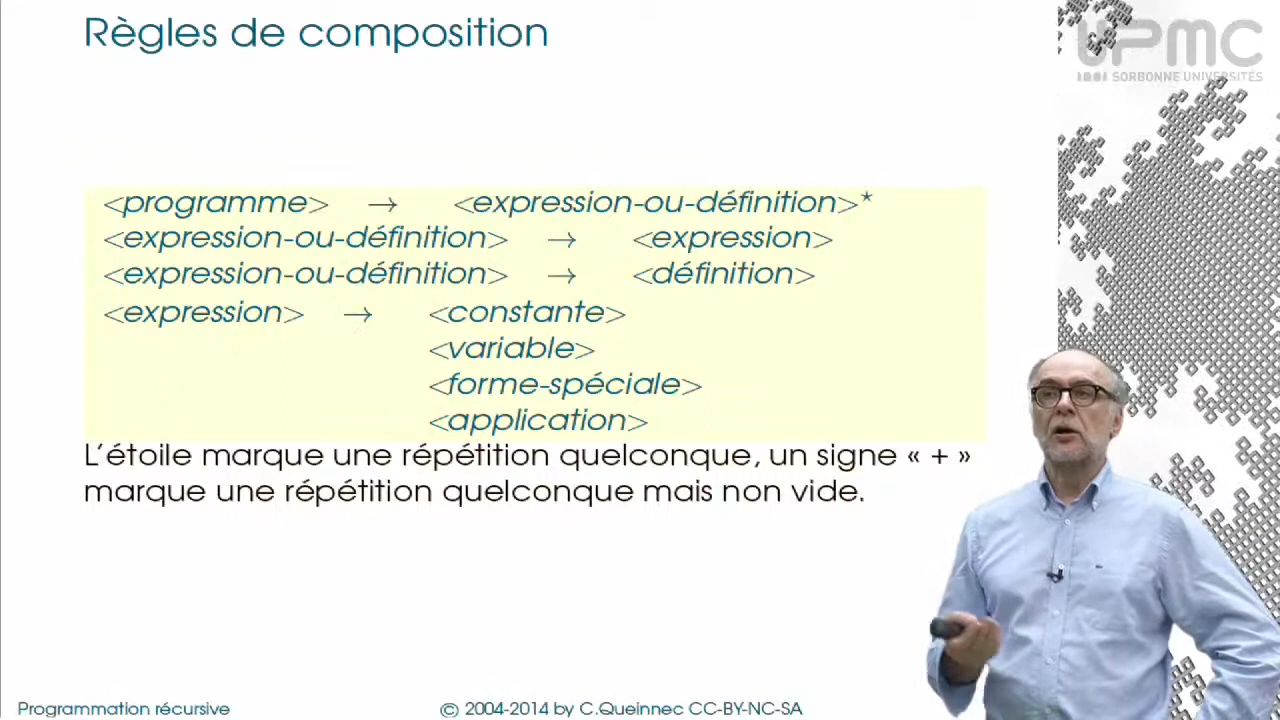 Règles de composition
UPMC
SORBONNE UNIVERSITÉS
<programme> → <expression-ou-définition>*
<expression-ou-définition> → <expression>
<expression-ou-définition> → <définition>
<expression> → <constante>
<variable>
<forme-spéciale>
<application>
L'étoile marque une répétition quelconque, un signe « + »
marque une répétition quelconque mais non vide.
Programmation récursive
© 2004-2014 by C.Queinnec CC-BY-NC-SA